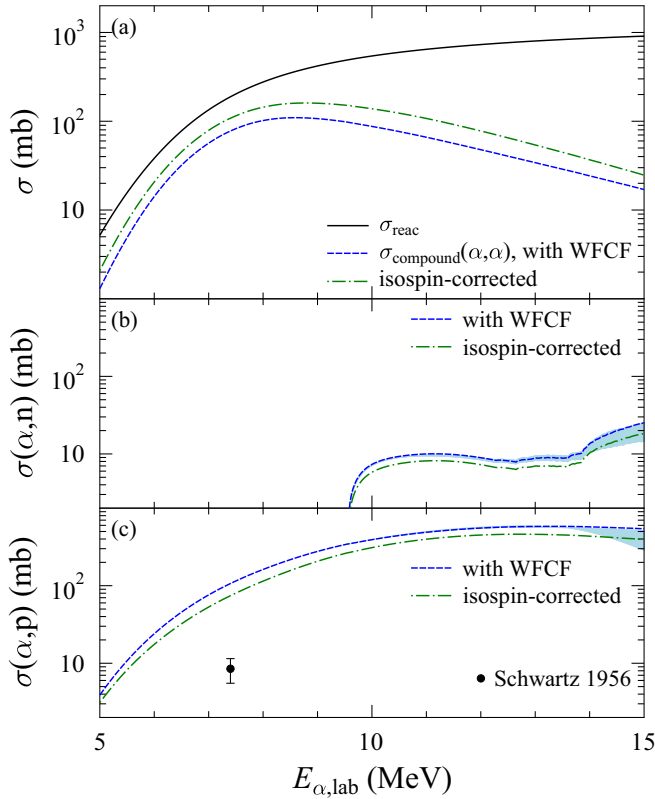 (a)
10³
10²
10
σ (mb)
σreac
σcompound(α,α), with WFCF
isospin-corrected
(b)
with WFCF
isospin-corrected
10²
10
σ(α,n) (mb)
(c)
with WFCF
isospin-corrected
10²
10
σ(α,p) (mb)
Schwartz 1956
5 10 15
Eα,lab (MeV)